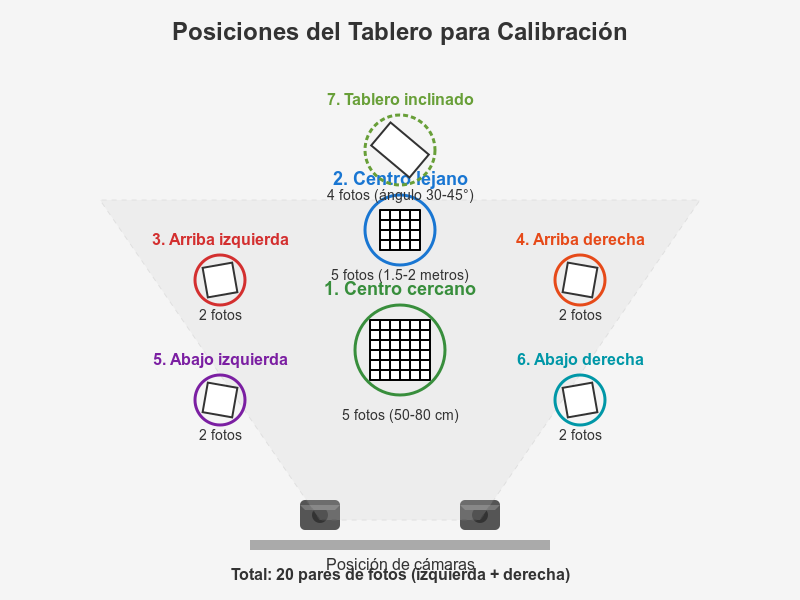 Posiciones del Tablero para Calibración
7. Tablero inclinado
2. Centro lejano
4 fotos (ángulo 30-45°)
3. Arriba izquierda
4. Arriba derecha
5 fotos (1.5-2 metros)
1. Centro cercano
2 fotos
2 fotos
5. Abajo izquierda
6. Abajo derecha
5 fotos (50-80 cm)
2 fotos
2 fotos
Posición de cámaras
Total: 20 pares de fotos (izquierda + derecha)